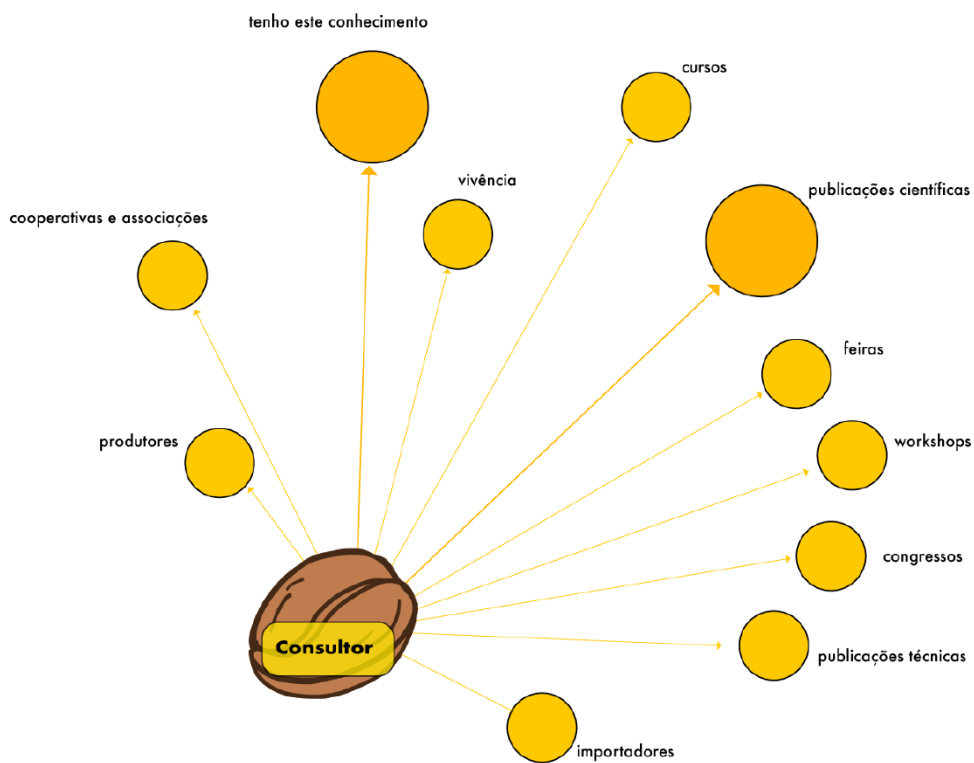 tenho este conhecimento
cursos
vivência
publicações científicas
cooperativas e associações
feiras
produtores
workshops
congressos
Consultor
publicações técnicas
importadores